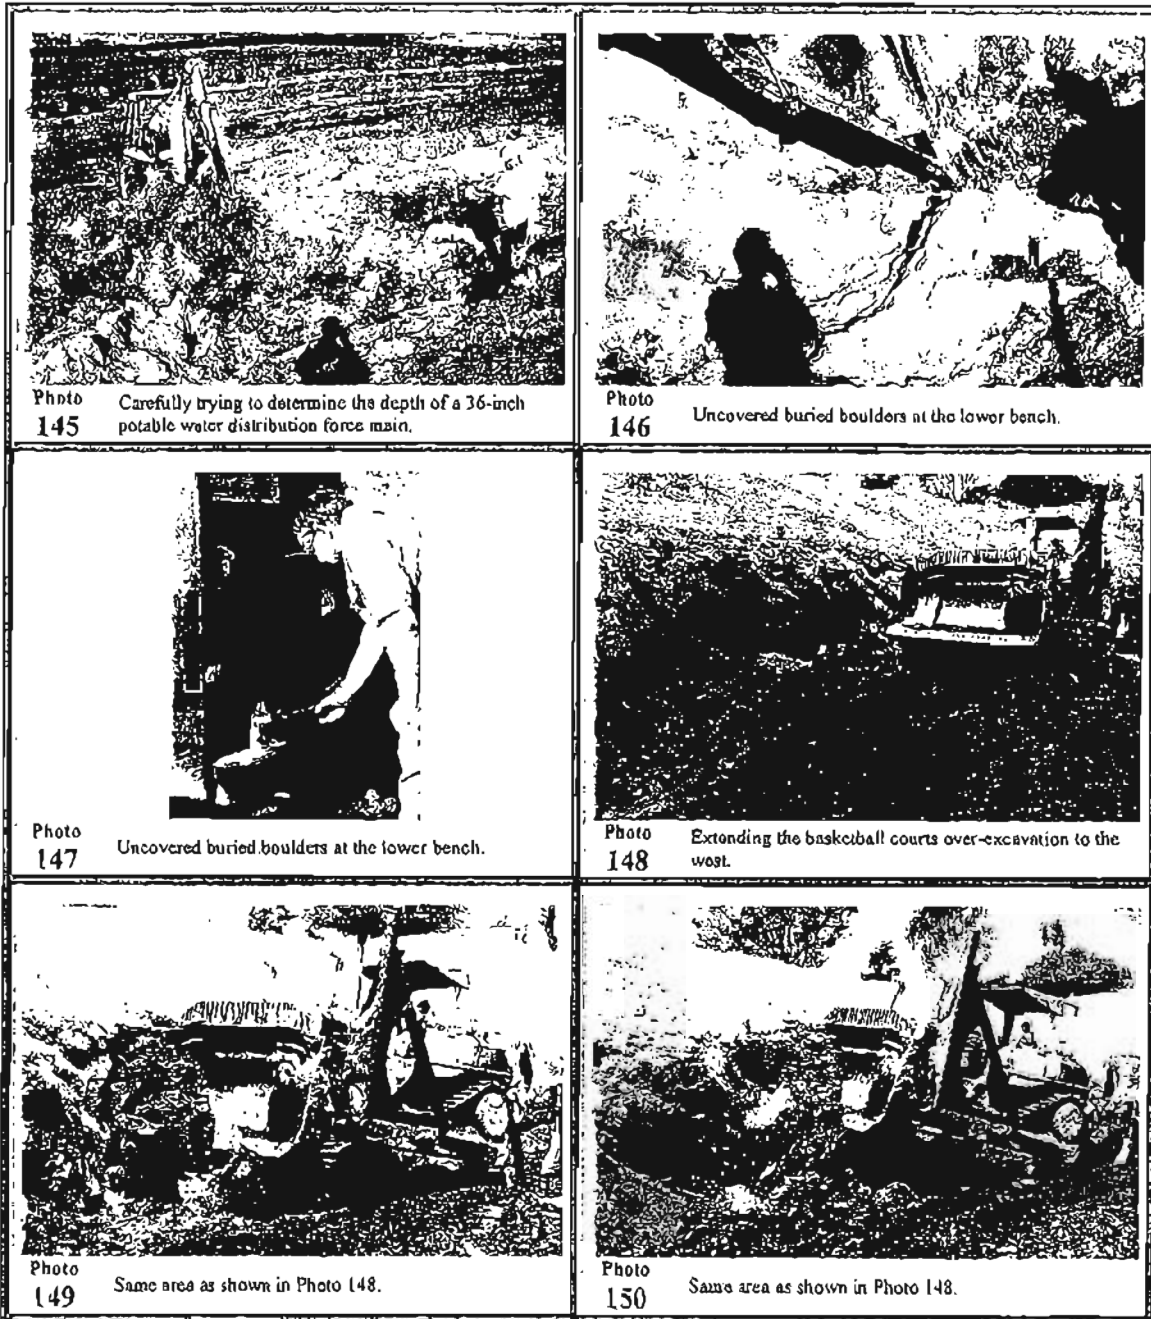 Photo
145
Carefully trying to determine the depth of a 36-inch
potable water distribution force main.
Photo
146
Uncovered buried boulders at the lower bench.
Photo
147
Uncovered buried boulders at the lower bench.
Photo
148
Extending the basketball courts over-excavation to the
west.
Photo
149
Same area as shown in Photo 148.
Photo
150
Same area as shown in Photo 148.